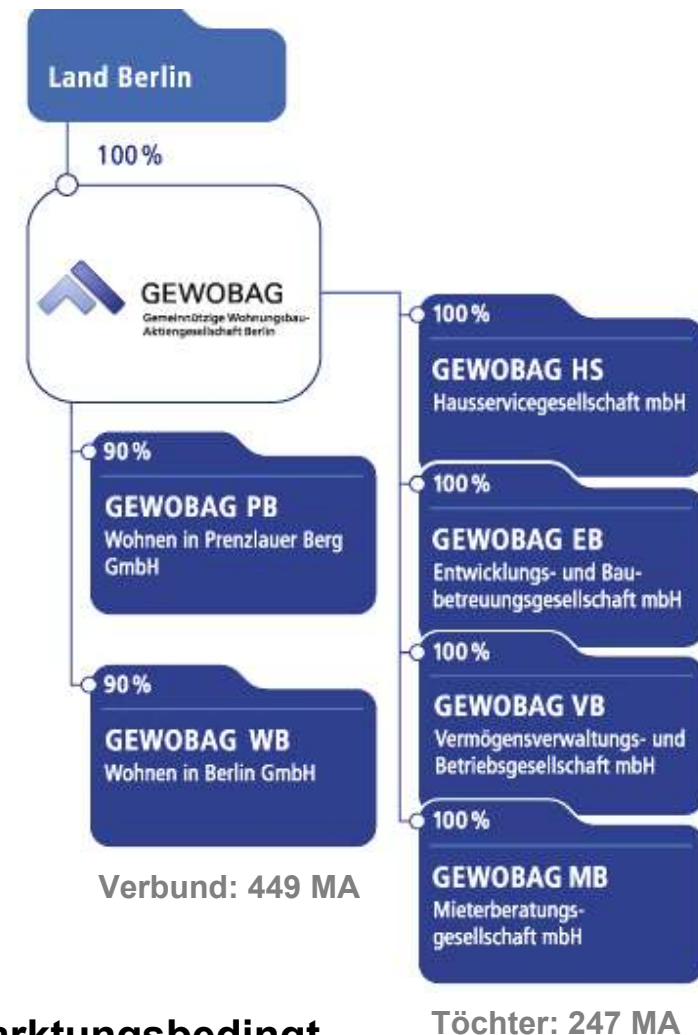 Land Berlin
100%
GEWOBAG
Gemeinnützige Wohnungsbau-
Aktiengesellschaft Berlin
90%
GEWOBAG PB
Wohnen in Prenzlauer Berg
GmbH
90%
GEWOBAG WB
Wohnen in Berlin GmbH
Verbund: 449 MA
100%
GEWOBAG HS
Hausservicegesellschaft mbH
100%
GEWOBAG EB
Entwicklungs- und Bau-
betreuungsgesellschaft mbH
100%
GEWOBAG VB
Vermögensverwaltungs- und
Betriebsgesellschaft mbH
100%
GEWOBAG MB
Mieterberatungs-
gesellschaft mbH
Töchter: 247 MA